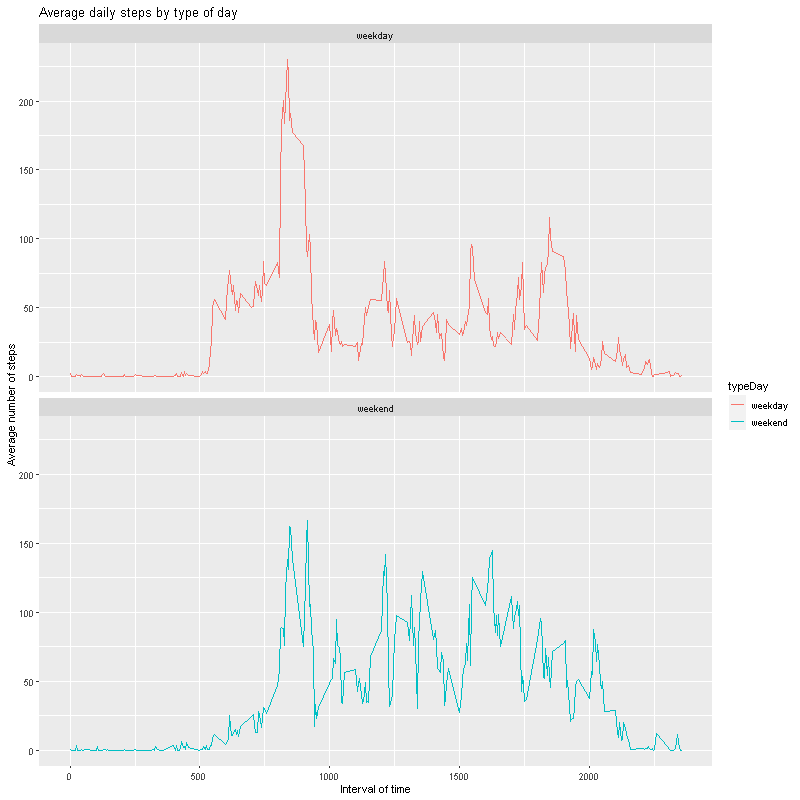 Average daily steps by type of day
weekday
200
150
100
50
0
weekend
200
150
100
50
0
0 500 1000 1500 2000
Interval of time
Average number of steps
typeDay
weekday
weekend